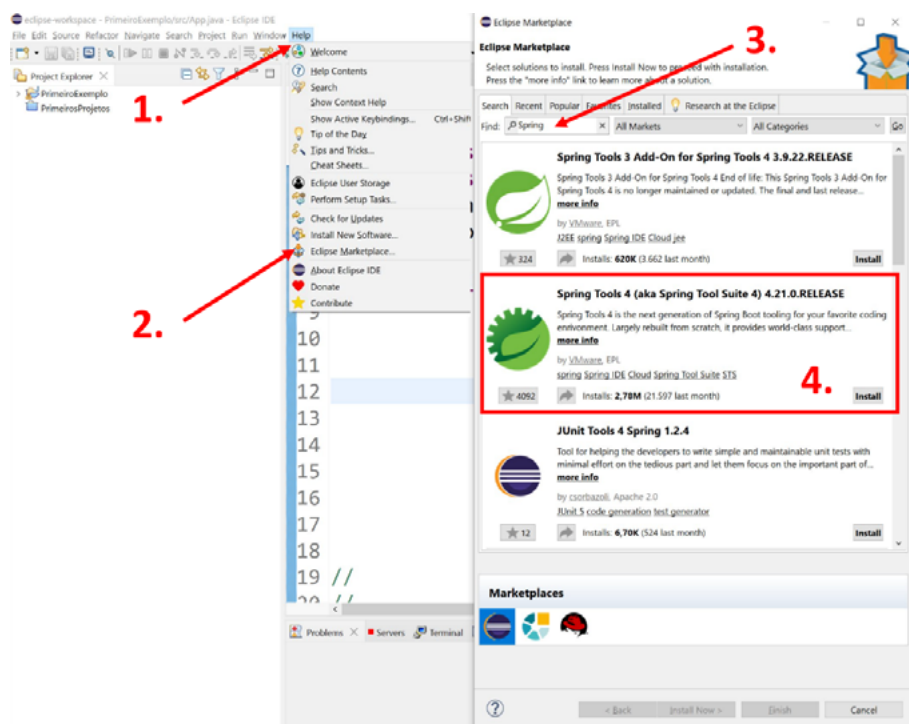 eclipse-workspace - PrimeiroExemplo/src/App.java - Eclipse IDE
File Edit Source Refactor Navigate Search Project Run Window Help
Project Explorer
PrimeiroExemplo
PrimeirosProjetos
1.
2.
Welcome
Help Contents
Search
Show Context Help
Show Active Keybindings... Ctrl+Shift
Tip of the Day
Tips and Tricks...
Cheat Sheets...
Eclipse User Storage
Perform Setup Tasks...
Check for Updates
Install New Software...
Eclipse Marketplace...
About Eclipse IDE
Donate
Contribute
9
10
11
12
13
14
15
16
17
18
19 //
20 //
Problems Servers Terminal
Eclipse Marketplace
Eclipse Marketplace
3.
Select solutions to install. Press Install Now to proceed with installation.
Press the "more info" link to learn more about a solution.
Search Recent Popular Favorites Installed Research at the Eclipse
Find: Spring All Markets All Categories Go
Spring Tools 3 Add-On for Spring Tools 4 3.9.22.RELEASE
Spring Tools 3 Add-On for Spring Tools 4 End of life: This Spring Tools 3 Add-On for
Spring Tools 4 is no longer maintained or updated. The final and last release...
more info
by VMware, EPL
J2EE spring Spring IDE Cloud jee
324 Installs: 620K (3.662 last month) Install
Spring Tools 4 (aka Spring Tool Suite 4) 4.21.0.RELEASE
Spring Tools 4 is the next generation of Spring Boot tooling for your favorite coding
environment. Largely rebuilt from scratch, it provides world-class support...
more info
by VMware, EPL
spring Spring IDE Cloud Spring Tool Suite STS
4.
4092 Installs: 2,78M (21.597 last month) Install
JUnit Tools 4 Spring 1.2.4
Tool for helping the developers to write simple and maintainable unit tests with
minimal effort on the tedious part and let them focus on the important part of...
more info
by csorbazoli, Apache 2.0
JUnit 5 code generation test generator
12 Installs: 6,70K (524 last month) Install
Marketplaces
? < Back Install Now > Finish Cancel